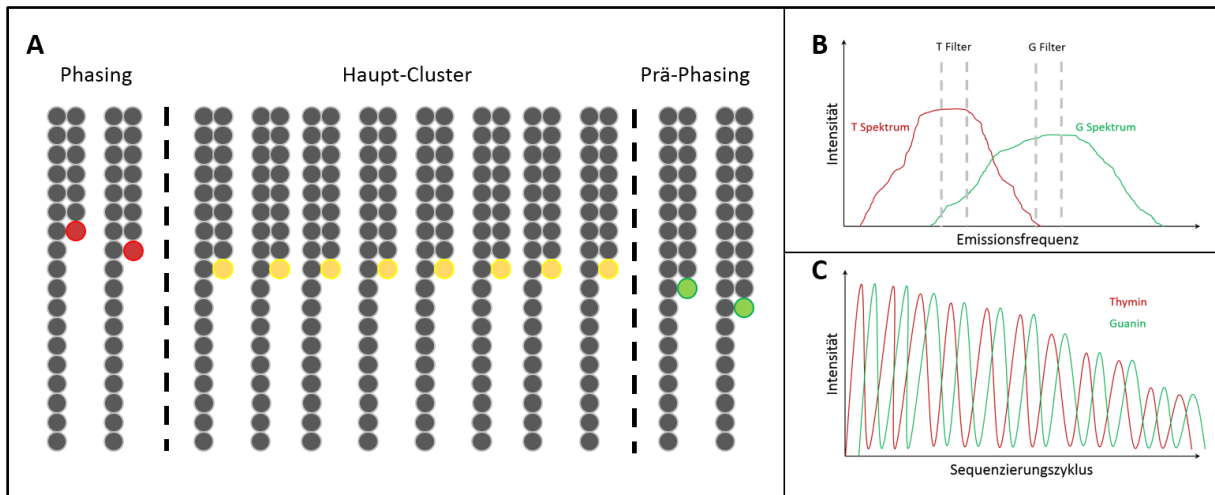 A
Phasing
Haupt-Cluster
Prä-Phasing
B
T Filter
G Filter
Intensität
T Spektrum
G Spektrum
Emissionsfrequenz
C
Thymin
Guanin
Intensität
Sequenzierungszyklus